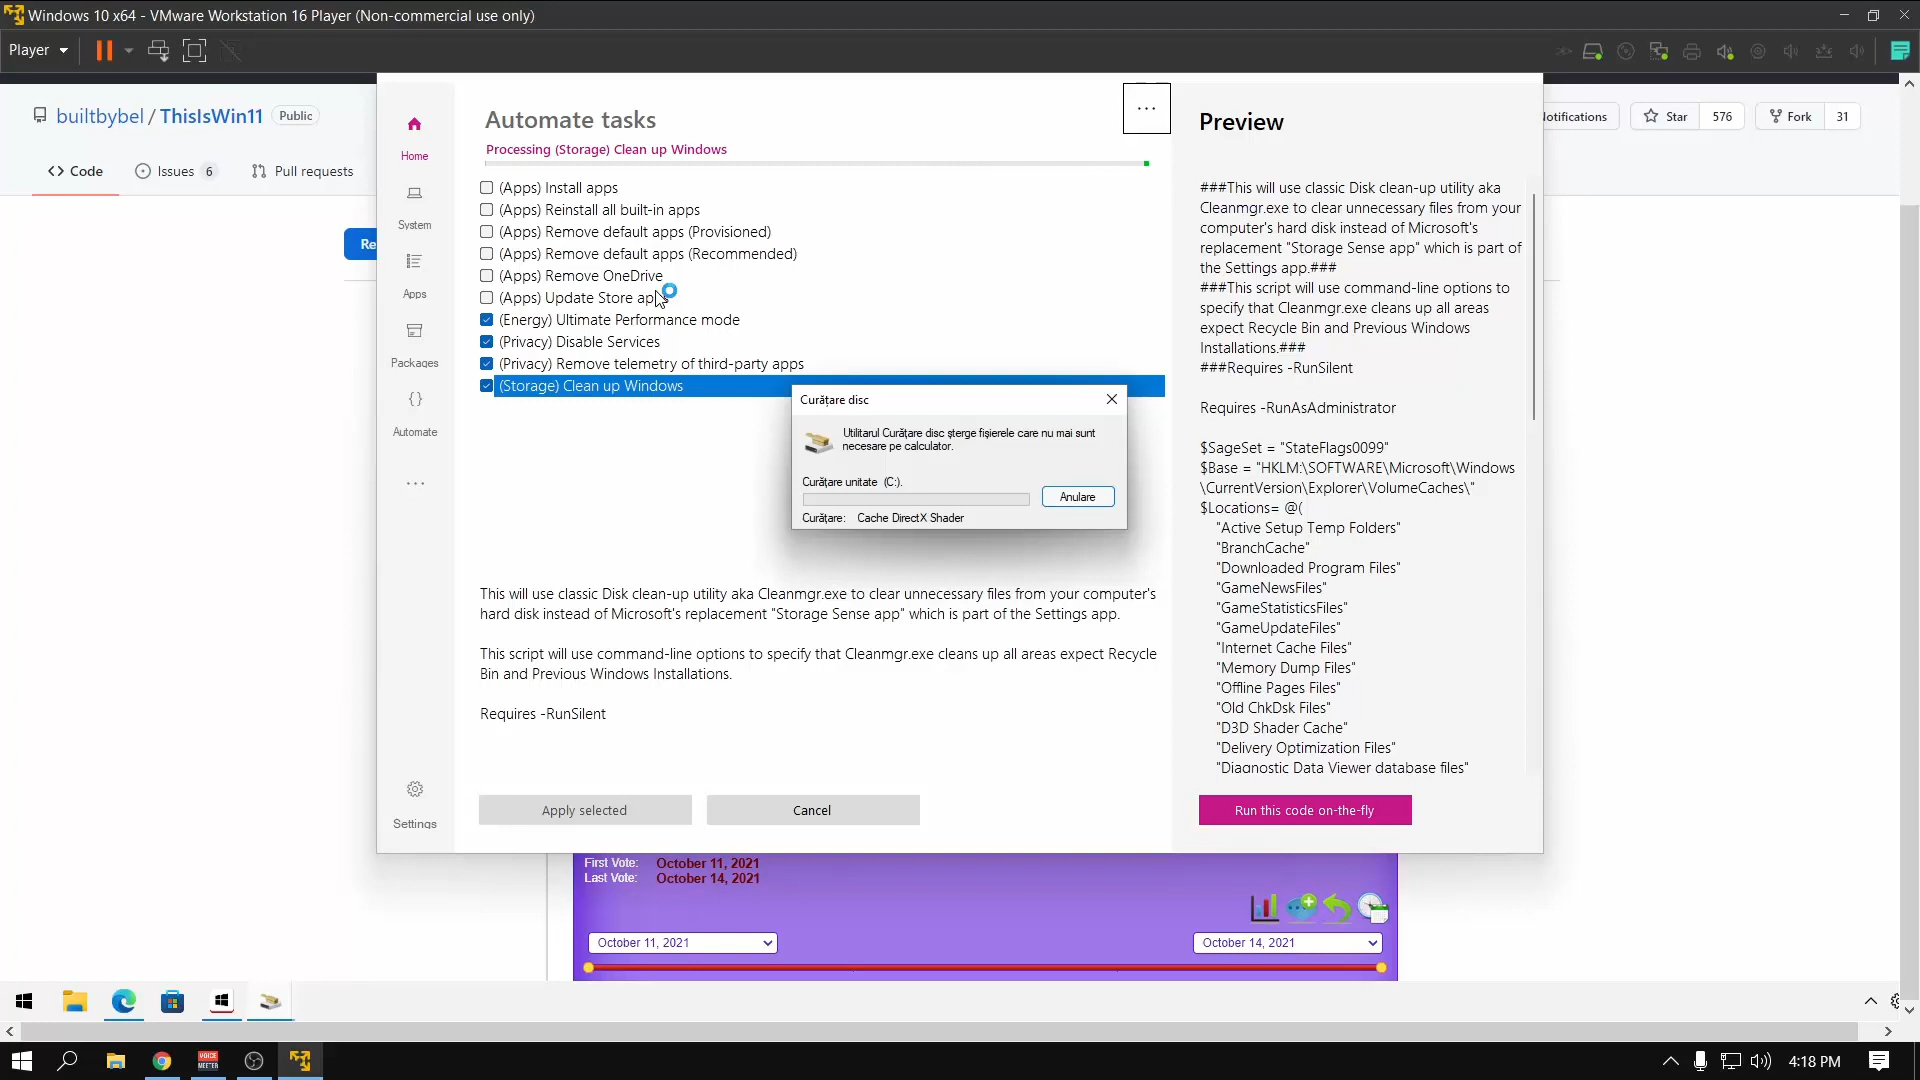 Windows 10 x64 - VMware Workstation 16 Player (Non-commercial use only)
Player
builtbybel / ThisIsWin11 Public
Notifications
Star 576
Fork 31
Code
Issues 6
Pull requests
Re
Home
System
Apps
Packages
{}
Automate
Settings
Automate tasks
Processing (Storage) Clean up Windows
(Apps) Install apps
(Apps) Reinstall all built-in apps
(Apps) Remove default apps (Provisioned)
(Apps) Remove default apps (Recommended)
(Apps) Remove OneDrive
(Apps) Update Store apps
(Energy) Ultimate Performance mode
(Privacy) Disable Services
(Privacy) Remove telemetry of third-party apps
(Storage) Clean up Windows
Curățare disc
Utilitarul Curățare disc șterge fișierele care nu mai sunt
necesare pe calculator.
Curățare unitate (C:).
Anulare
Curățare: Cache DirectX Shader
This will use classic Disk clean-up utility aka Cleanmgr.exe to clear unnecessary files from your computer's
hard disk instead of Microsoft's replacement "Storage Sense app" which is part of the Settings app.
This script will use command-line options to specify that Cleanmgr.exe cleans up all areas expect Recycle
Bin and Previous Windows Installations.
Requires -RunSilent
Apply selected
Cancel
Preview
###This will use classic Disk clean-up utility aka
Cleanmgr.exe to clear unnecessary files from your
computer's hard disk instead of Microsoft's
replacement "Storage Sense app" which is part of
the Settings app.###
###This script will use command-line options to
specify that Cleanmgr.exe cleans up all areas
expect Recycle Bin and Previous Windows
Installations.###
###Requires -RunSilent
Requires -RunAsAdministrator
$SageSet = "StateFlags0099"
$Base = "HKLM:\SOFTWARE\Microsoft\Windows
\CurrentVersion\Explorer\VolumeCaches\"
$Locations= @(
"Active Setup Temp Folders"
"BranchCache"
"Downloaded Program Files"
"GameNewsFiles"
"GameStatisticsFiles"
"GameUpdateFiles"
"Internet Cache Files"
"Memory Dump Files"
"Offline Pages Files"
"Old ChkDsk Files"
"D3D Shader Cache"
"Delivery Optimization Files"
"Diagnostic Data Viewer database files"
Run this code on-the-fly
First Vote: October 11, 2021
Last Vote: October 14, 2021
October 11, 2021
October 14, 2021
VOICE
MEETER
4:18 PM